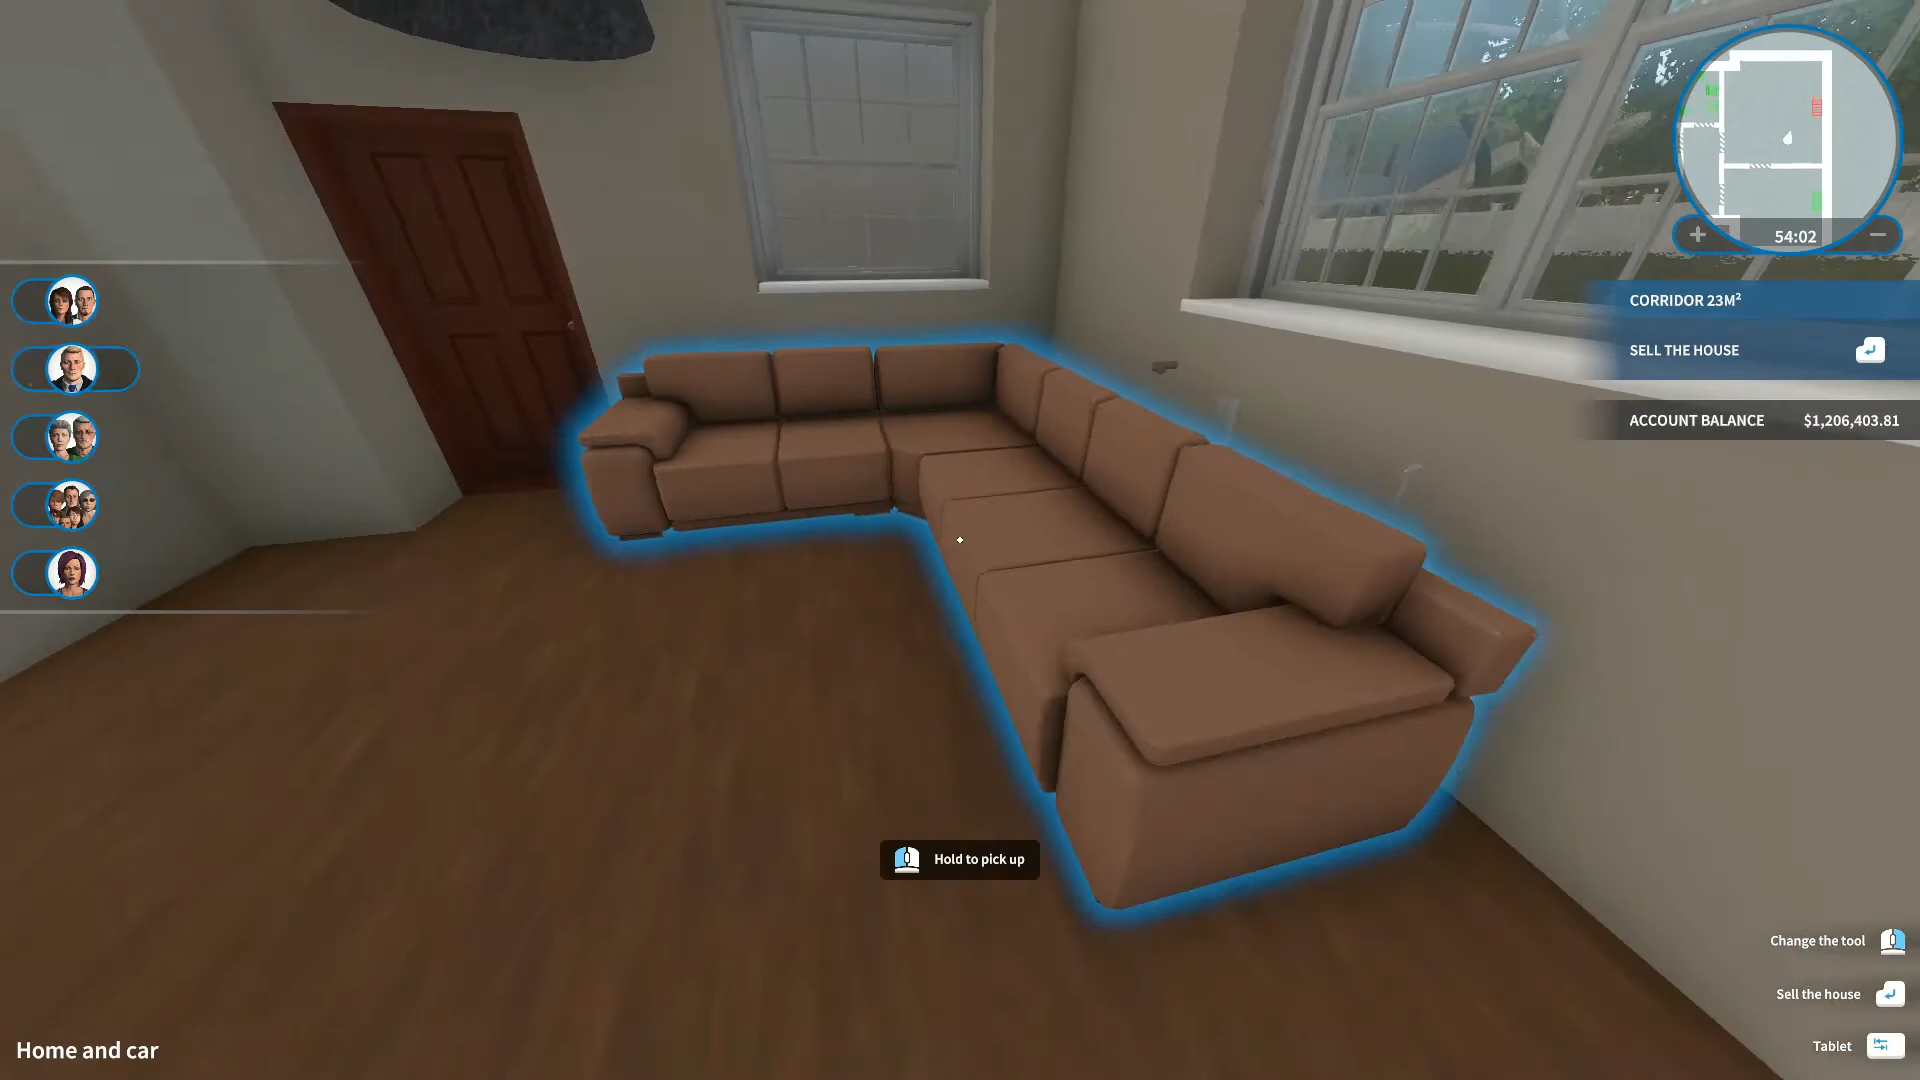 54:02
CORRIDOR 23M²
SELL THE HOUSE
ACCOUNT BALANCE $1,206,403.81
Hold to pick up
Change the tool
Sell the house
Tablet
Home and car